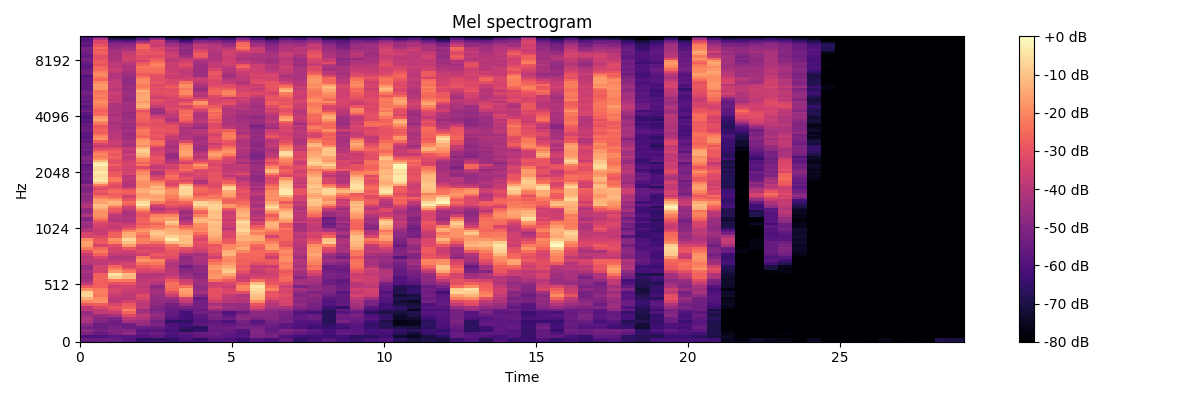 Mel spectrogram
Hz
8192
4096
2048
1024
512
0
0 5 10 15 20 25
Time
+0 dB
-10 dB
-20 dB
-30 dB
-40 dB
-50 dB
-60 dB
-70 dB
-80 dB